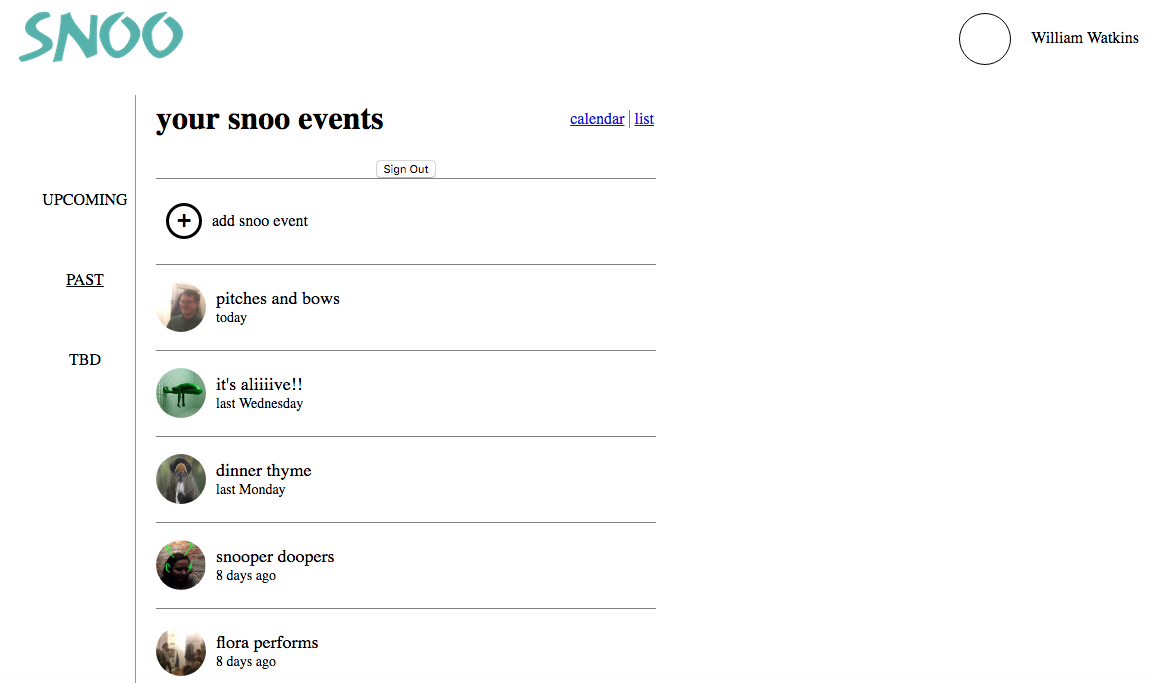 SNOO
William Watkins
your snoo events
calendar | list
Sign Out
UPCOMING
PAST
TBD
add snoo event
pitches and bows
today
it's aliiiive!!
last Wednesday
dinner thyme
last Monday
snooper doopers
8 days ago
flora performs
8 days ago